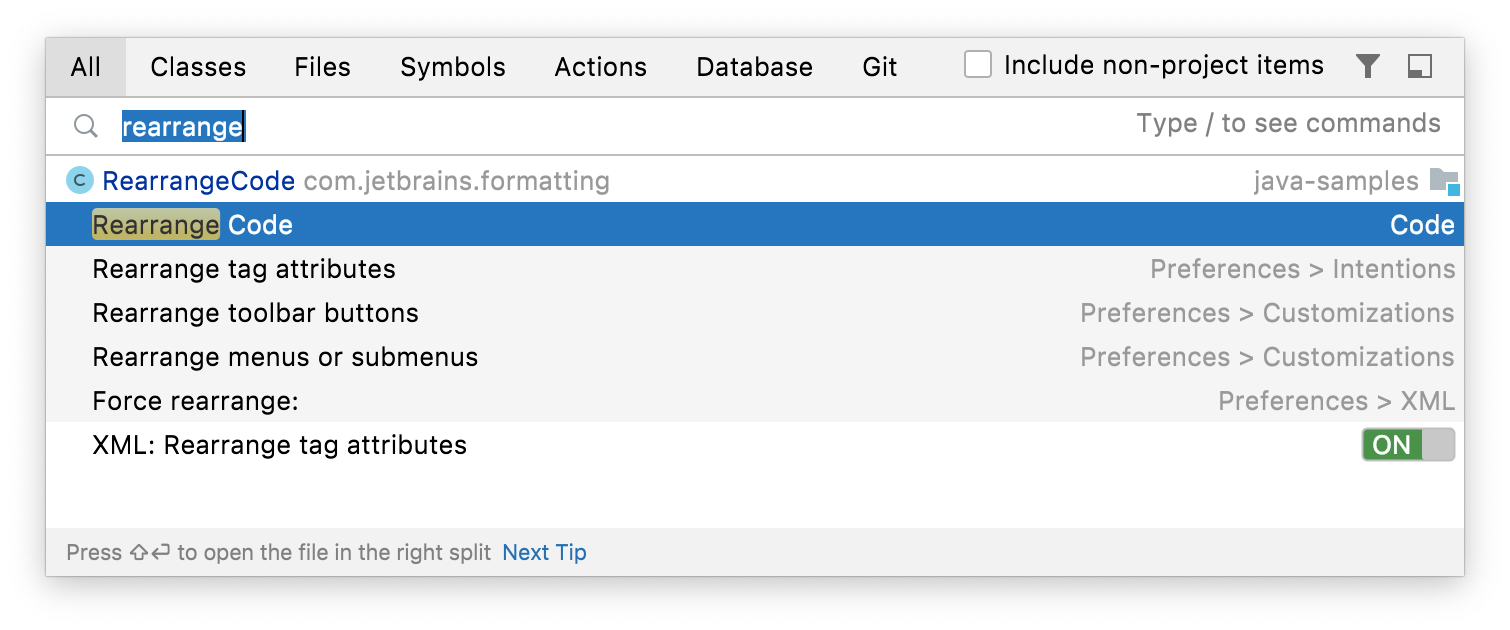 All Classes Files Symbols Actions Database Git Include non-project items
rearrange Type / to see commands
C RearrangeCode com.jetbrains.formatting java-samples
Rearrange Code Code
Rearrange tag attributes Preferences > Intentions
Rearrange toolbar buttons Preferences > Customizations
Rearrange menus or submenus Preferences > Customizations
Force rearrange: Preferences > XML
XML: Rearrange tag attributes ON
Press ⇧⏎ to open the file in the right split Next Tip